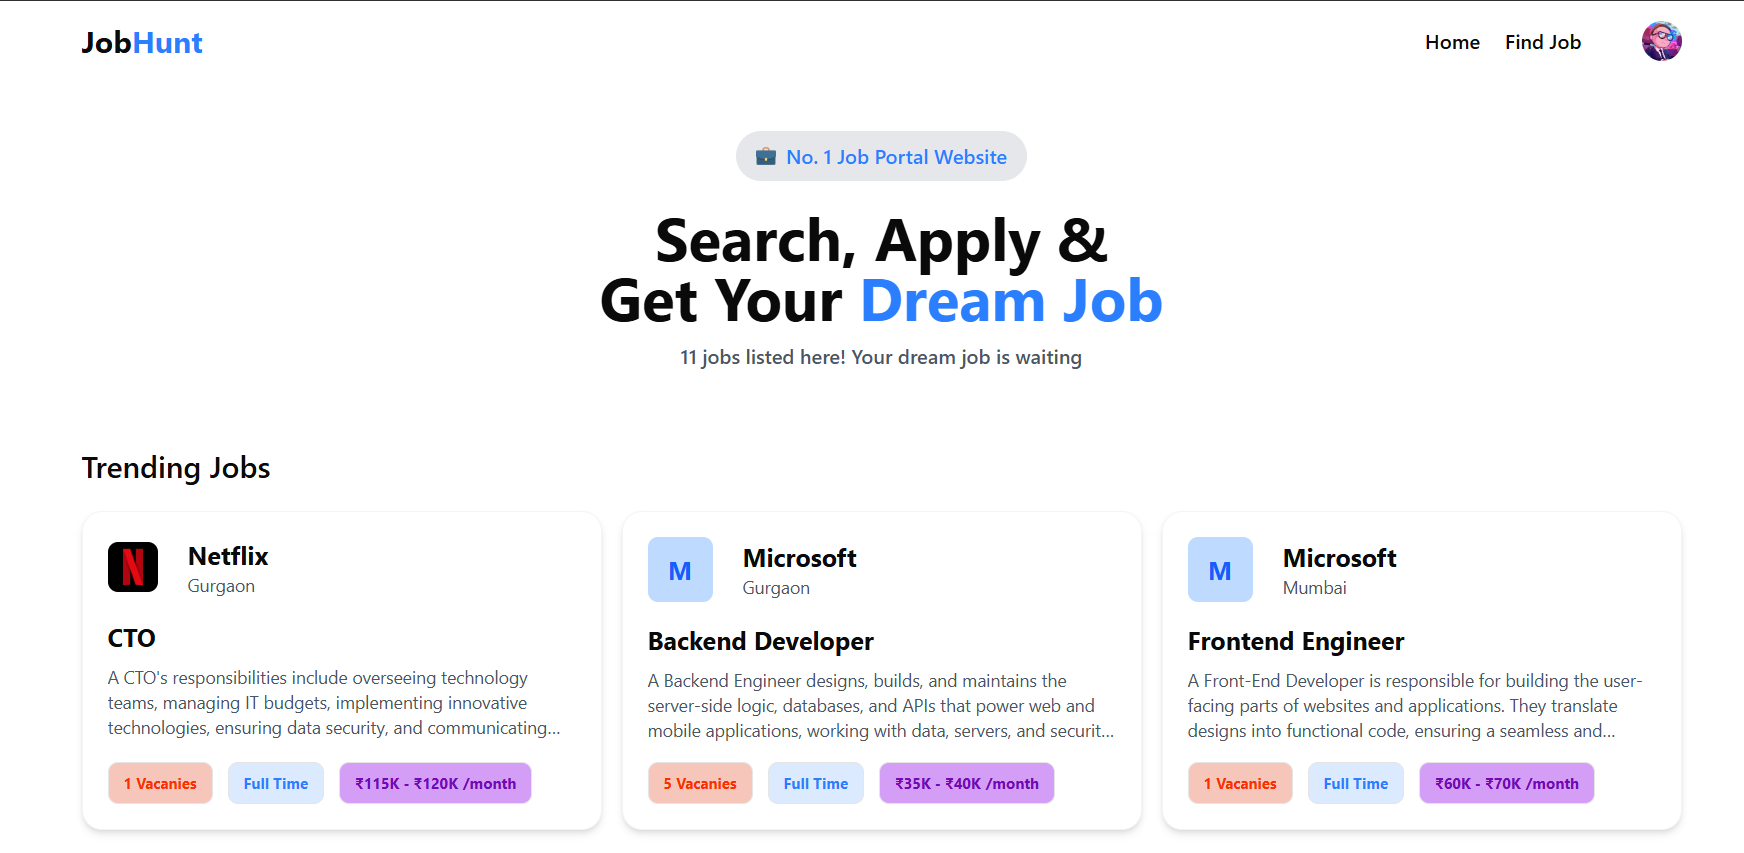 JobHunt
Home
Find Job
No. 1 Job Portal Website
Search, Apply &
Get Your Dream Job
11 jobs listed here! Your dream job is waiting
Trending Jobs
N
Netflix
Gurgaon
CTO
A CTO's responsibilities include overseeing technology
teams, managing IT budgets, implementing innovative
technologies, ensuring data security, and communicating...
1 Vacanies
Full Time
₹115K - ₹120K /month
M
Microsoft
Gurgaon
Backend Developer
A Backend Engineer designs, builds, and maintains the
server-side logic, databases, and APIs that power web and
mobile applications, working with data, servers, and securit...
5 Vacanies
Full Time
₹35K - ₹40K /month
M
Microsoft
Mumbai
Frontend Engineer
A Front-End Developer is responsible for building the user-
facing parts of websites and applications. They translate
designs into functional code, ensuring a seamless and...
1 Vacanies
Full Time
₹60K - ₹70K /month